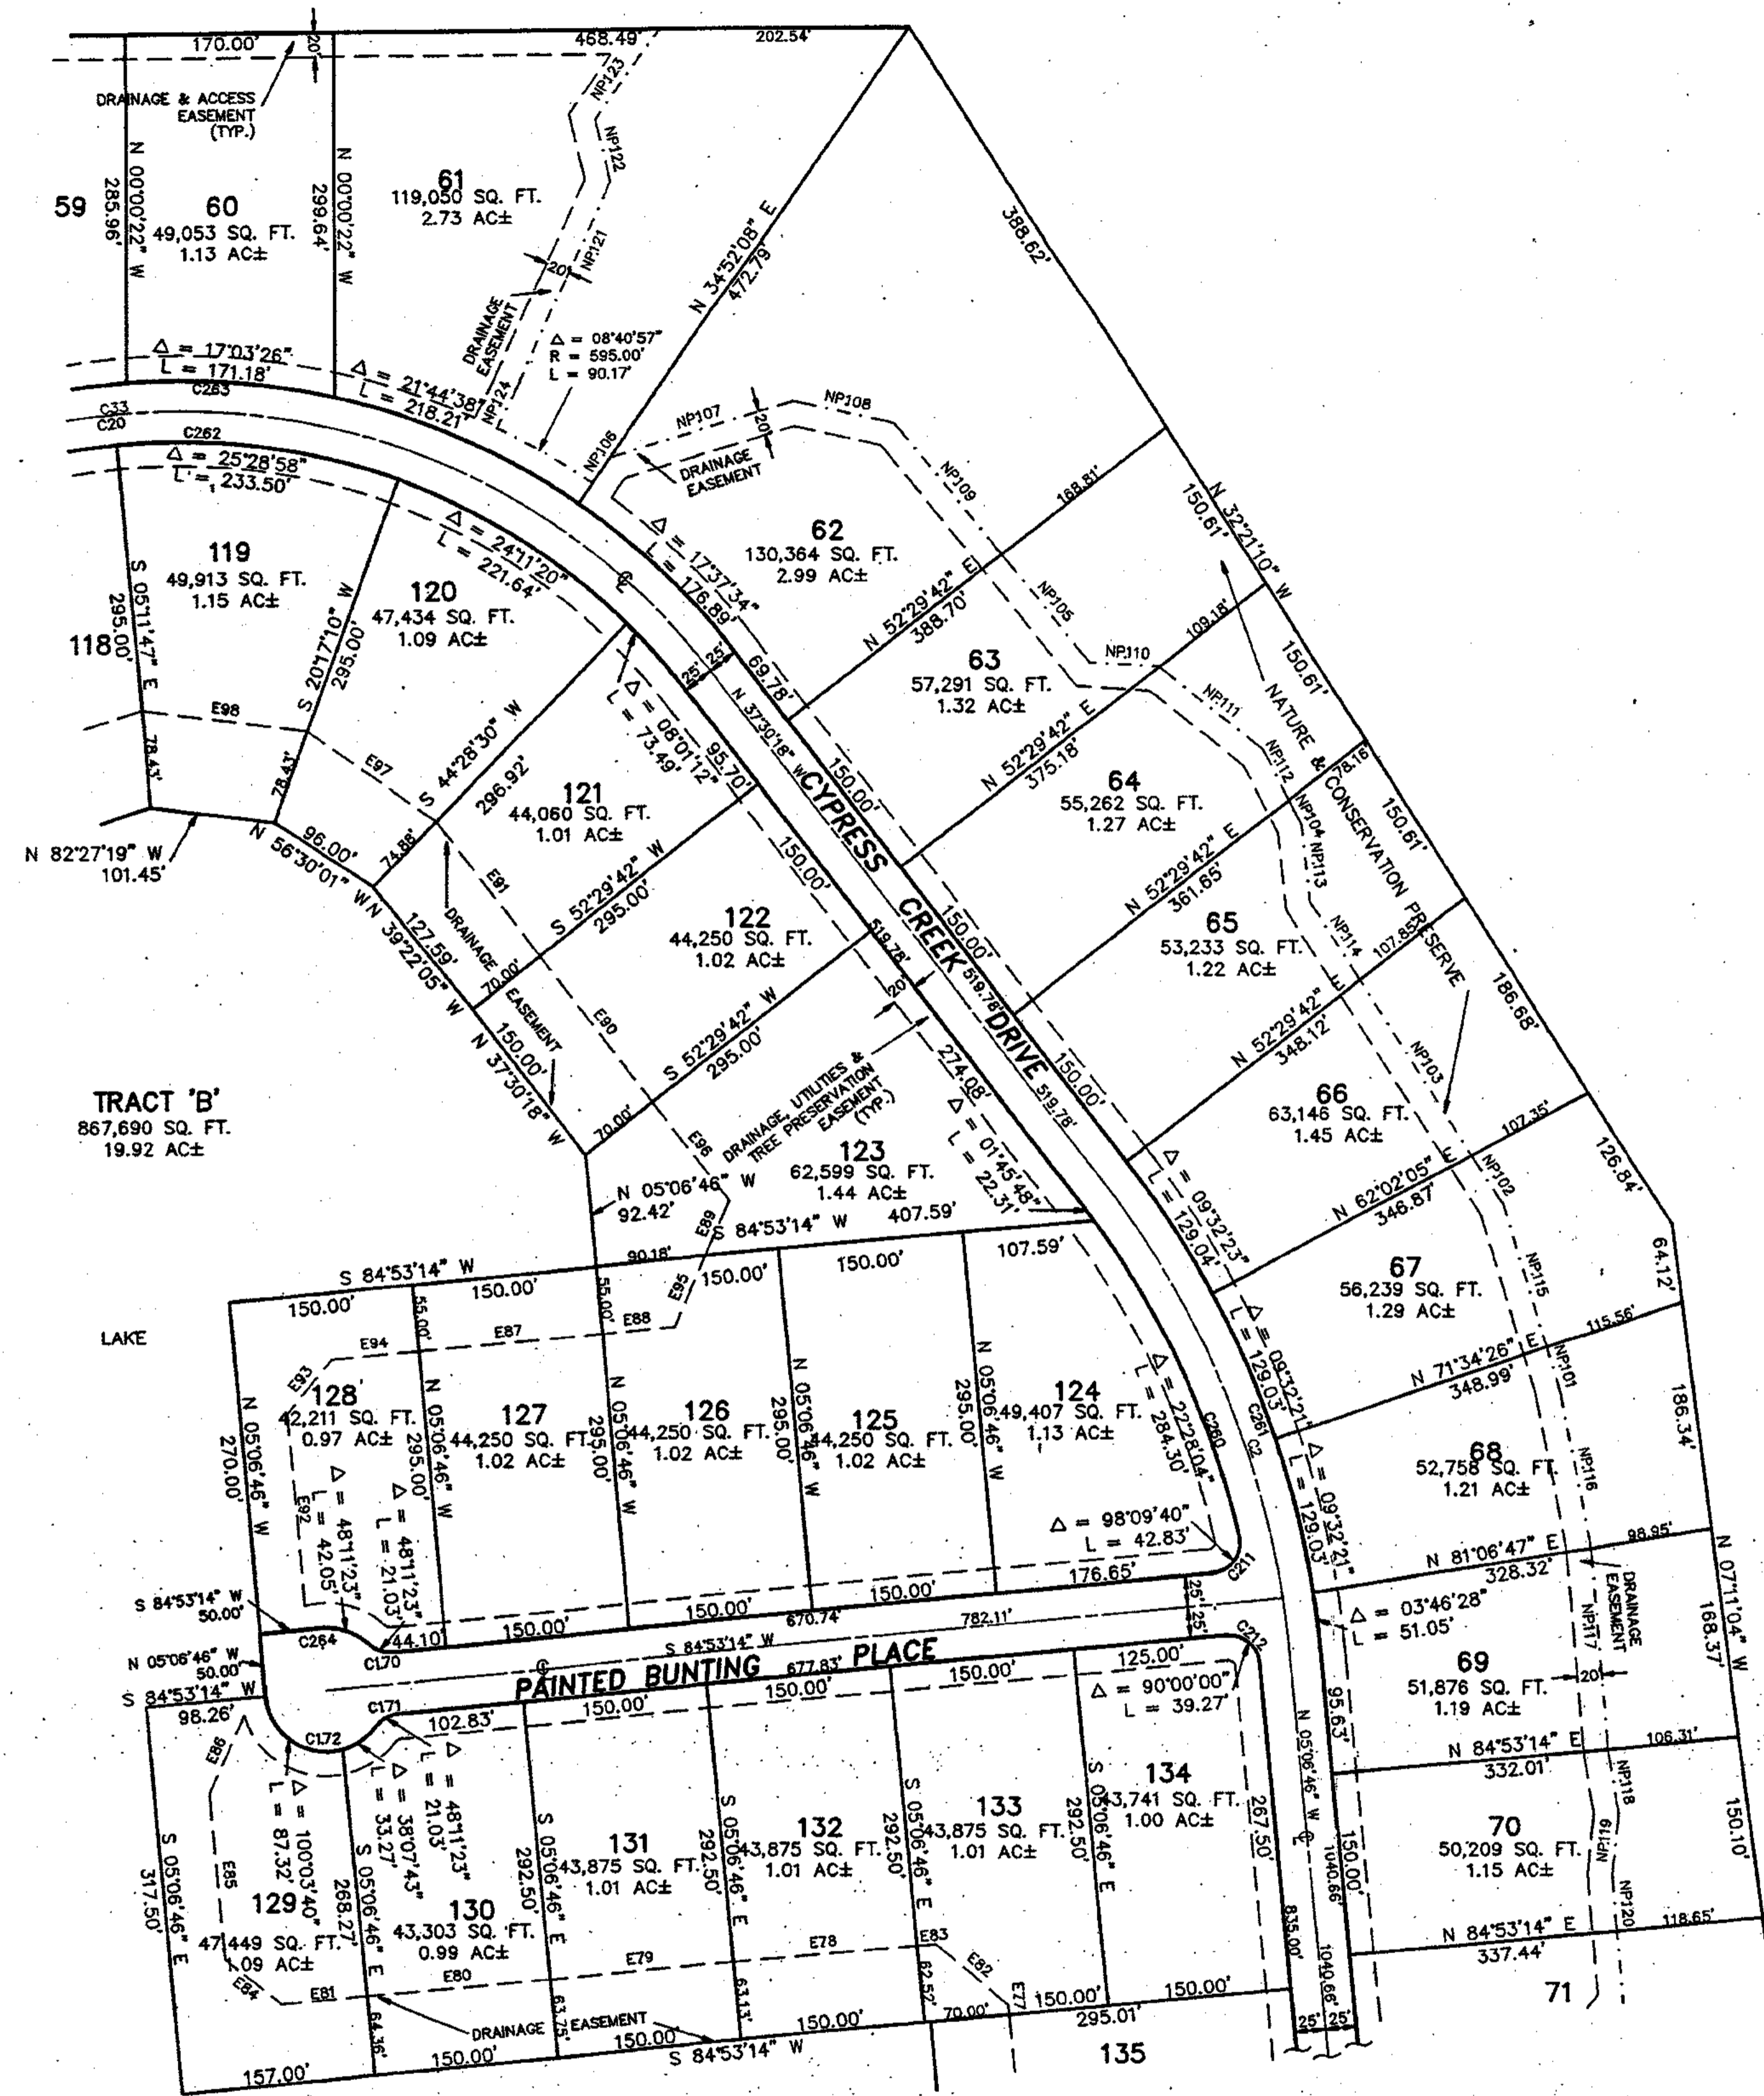 170.00'
20'
468.49'
202.54'
DRAINAGE & ACCESS
EASEMENT
(TYP.)
N 00°00'22" W
285.96'
N 00°00'22" W
299.64'
59
60
49,053 SQ. FT.
1.13 AC±
61
119,050 SQ. FT.
2.73 AC±
NP123
NP122
NP121
20'
DRAINAGE
EASEMENT
NP124
Δ = 08°40'57"
R = 595.00'
L = 90.17'
N 34°52'08" E
472.79'
388.62'
Δ = 17°03'26"
L = 171.18'
C263
Δ = 21°44'38"
L = 218.21'
C33
C20
C262
Δ = 25°28'58"
L = 233.50'
NP106
NP107
20'
NP108
DRAINAGE
EASEMENT
NP109
168.81'
150.61'
N 32°21'10" W
62
130,364 SQ. FT.
2.99 AC±
Δ = 17°37'34"
L = 176.89'
Δ = 24°11'20"
L = 221.64'
119
49,913 SQ. FT.
1.15 AC±
120
47,434 SQ. FT.
1.09 AC±
118
S 05°11'47" E
295.00'
S 20°17'10" W
295.00'
N 52°29'42" E
388.70'
NP105
109.18'
63
57,291 SQ. FT.
1.32 AC±
NP110
NP111
150.61'
25'
25'
69.78'
N 37°30'18" W
E98
E97
78.43'
78.43'
S 44°28'30" W
296.92'
Δ = 08°01'12"
L = 73.49'
95.70'
N 52°29'42" E
375.18'
NP112
78.16'
NATURE & CONSERVATION PRESERVE
64
55,262 SQ. FT.
1.27 AC±
121
44,060 SQ. FT.
1.01 AC±
CYPRESS CREEK DRIVE
150.00'
NP104
NP113
150.61'
N 82°27'19" W
101.45'
96.00'
N 56°30'01" W
74.88'
E91
S 52°29'42" W
295.00'
150.00'
N 52°29'42" E
361.65'
NP114
107.85'
65
53,233 SQ. FT.
1.22 AC±
127.59'
N 39°22'05" W
DRAINAGE EASEMENT
70.00'
122
44,250 SQ. FT.
1.02 AC±
519.78'
20'
150.00'
519.78'
186.68'
150.00'
N 37°30'18" W
E90
S 52°29'42" W
295.00'
N 52°29'42" E
348.12'
NP103
TRACT 'B'
867,690 SQ. FT.
19.92 AC±
70.00'
E96
DRAINAGE, UTILITIES &
TREE PRESERVATION
EASEMENT
(TYP.)
274.08'
Δ = 01°45'48"
L = 22.31'
519.78'
150.00'
66
63,146 SQ. FT.
1.45 AC±
107.35'
126.84'
123
62,599 SQ. FT.
1.44 AC±
N 05°06'46" W
92.42'
E89
S 84°53'14" W
407.59'
Δ = 09°32'23"
L = 129.04'
N 62°02'05" E
346.87'
NP102
67
56,239 SQ. FT.
1.29 AC±
NP115
64.12'
S 84°53'14" W
90.18'
150.00'
150.00'
150.00'
150.00'
107.59'
55.00'
55.00'
E95
LAKE
E94
E87
E88
E93
115.56'
Δ = 09°32'21"
L = 129.03'
N 71°34'26" E
348.99'
NP101
128
42,211 SQ. FT.
0.97 AC±
127
44,250 SQ. FT.
1.02 AC±
126
44,250 SQ. FT.
1.02 AC±
125
44,250 SQ. FT.
1.02 AC±
124
49,407 SQ. FT.
1.13 AC±
N 05°06'46" W
270.00'
N 05°06'46" W
295.00'
N 05°06'46" W
295.00'
N 05°06'46" W
295.00'
N 05°06'46" W
295.00'
Δ = 22°28'04"
L = 284.30'
C260
C261
C2
186.34'
68
52,758 SQ. FT.
1.21 AC±
NP116
Δ = 09°32'21"
L = 129.03'
E92
Δ = 48°11'23"
L = 42.05'
Δ = 48°11'23"
L = 21.03'
Δ = 98°09'40"
L = 42.83'
C211
98.95'
N 81°06'47" E
328.32'
N 07°11'04" W
168.37'
S 84°53'14" W
50.00'
C264
C170
44.10'
150.00'
150.00'
670.74'
150.00'
782.11'
176.65'
25'
25'
C212
Δ = 03°46'28"
L = 51.05'
DRAINAGE
EASEMENT
NP117
N 05°06'46" W
50.00'
S 84°53'14" W
PAINTED BUNTING PLACE
677.83'
S 84°53'14" W
98.26'
C171
C172
102.83'
150.00'
150.00'
150.00'
125.00'
Δ = 90°00'00"
L = 39.27'
69
51,876 SQ. FT.
1.19 AC±
20'
95.63'
N 05°06'46" W
N 84°53'14" E
332.01'
106.31'
E86
E85
Δ = 100°03'40"
L = 87.32'
Δ = 38°07'43"
L = 33.27'
Δ = 48°11'23"
L = 21.03'
134
43,741 SQ. FT.
1.00 AC±
133
43,875 SQ. FT.
1.01 AC±
132
43,875 SQ. FT.
1.01 AC±
131
43,875 SQ. FT.
1.01 AC±
267.50'
NP118
70
50,209 SQ. FT.
1.15 AC±
NP119
150.10'
150.00'
1040.66'
S 05°06'46" E
317.50'
S 05°06'46" E
268.27'
S 05°06'46" E
292.50'
S 05°06'46" E
292.50'
S 05°06'46" E
292.50'
S 05°06'46" E
292.50'
129
47,449 SQ. FT.
1.09 AC±
130
43,303 SQ. FT.
0.99 AC±
E84
E81
E80
E79
E78
E83
E82
E77
835.00'
1040.66'
NP120
118.65'
N 84°53'14" E
337.44'
71
64.36'
63.75'
63.13'
62.52'
DRAINAGE EASEMENT
157.00'
150.00'
150.00'
150.00'
70.00'
150.00'
150.00'
295.01'
S 84°53'14" W
135
25'
25'